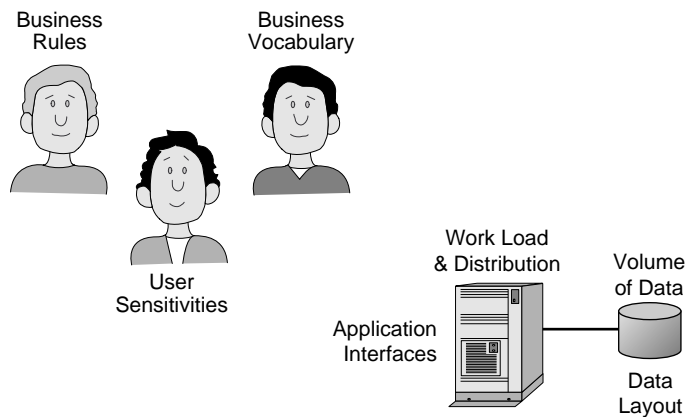 Business
Rules
Business
Vocabulary
User
Sensitivities
Work Load
& Distribution
Volume
of Data
Application
Interfaces
Data
Layout